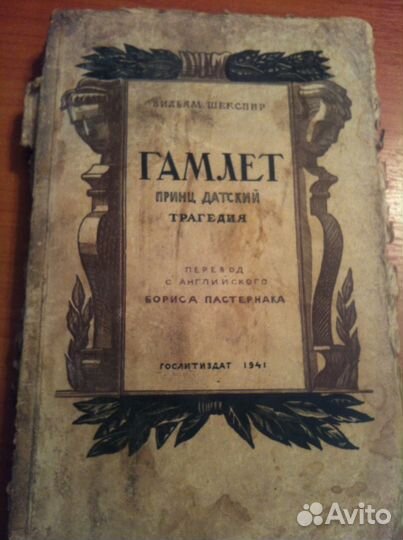 ВИЛЬЯМ ШЕКСПИР
ГАМЛЕТ
ПРИНЦ ДАТСКИЙ
ТРАГЕДИЯ
ПЕРЕВОД
С АНГЛИЙСКОГО
БОРИСА ПАСТЕРНАКА
ГОСЛИТИЗДАТ 1941
Avito